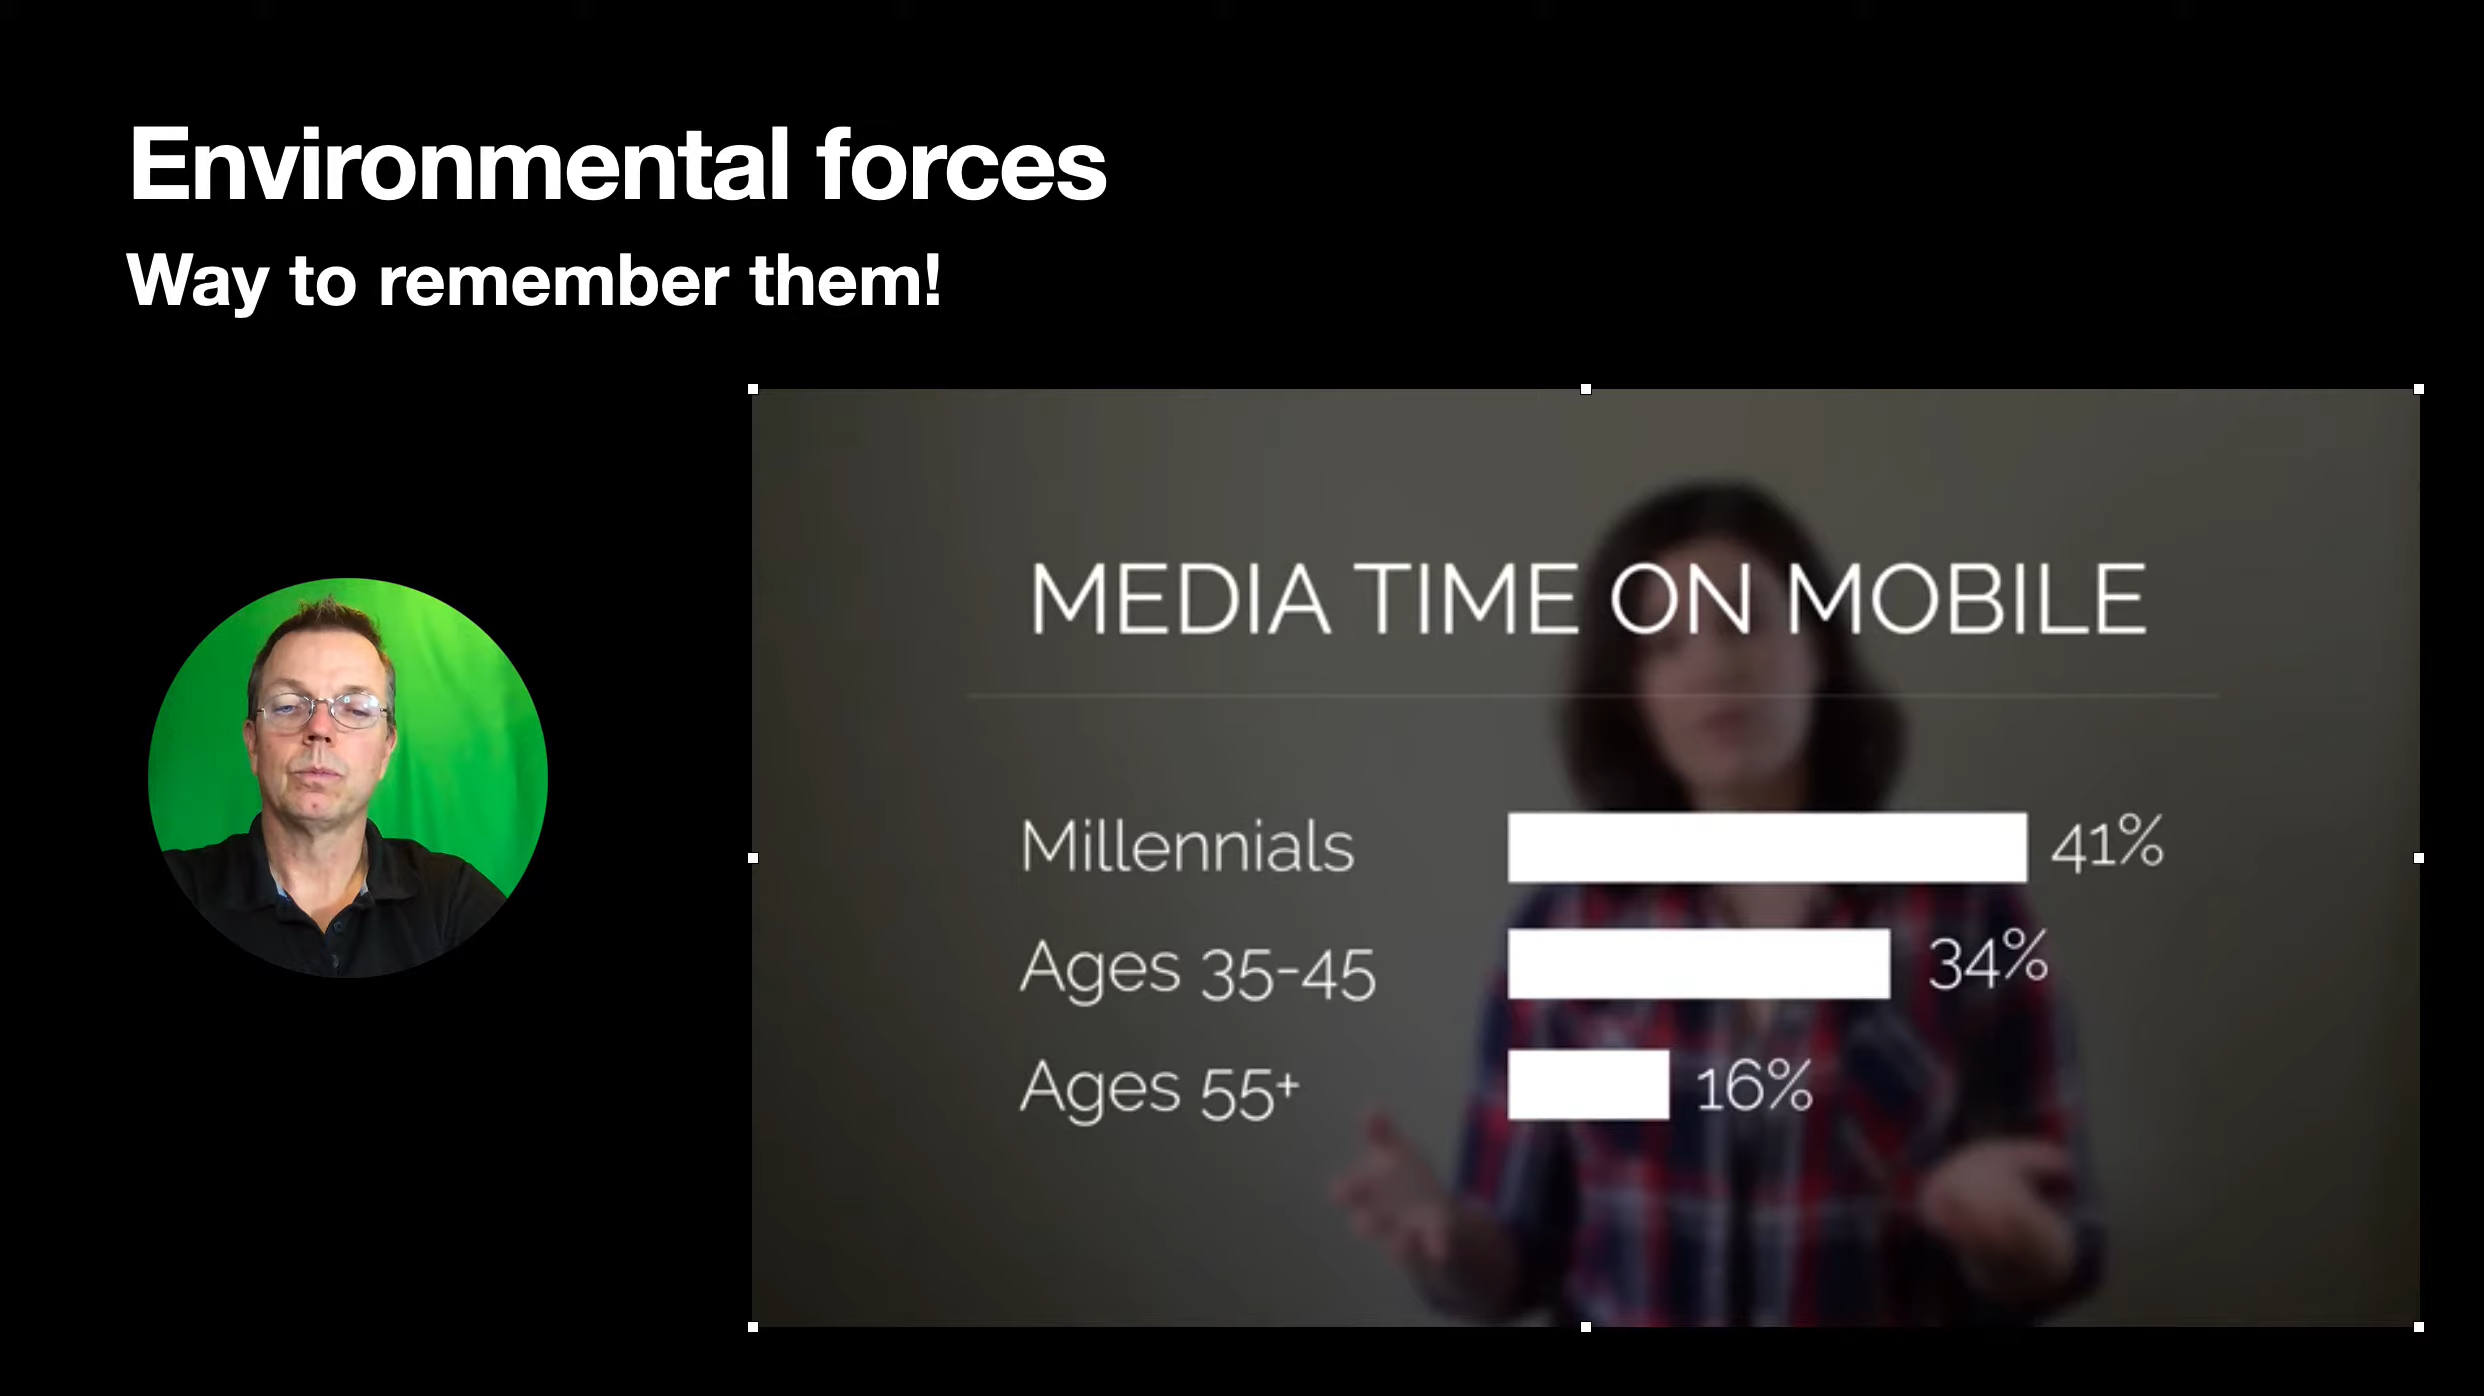 Environmental forces
Way to remember them!
MEDIA TIME ON MOBILE
Millennials 41%
Ages 35-45 34%
Ages 55+ 16%